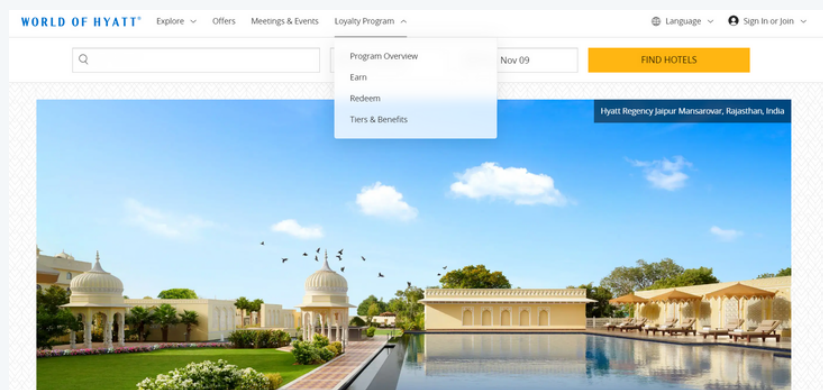 WORLD OF HYATT®
Explore
Offers
Meetings & Events
Loyalty Program
Language
Sign In or Join
Program Overview
Earn
Redeem
Tiers & Benefits
Nov 09
FIND HOTELS
Hyatt Regency Jaipur Mansarovar, Rajasthan, India